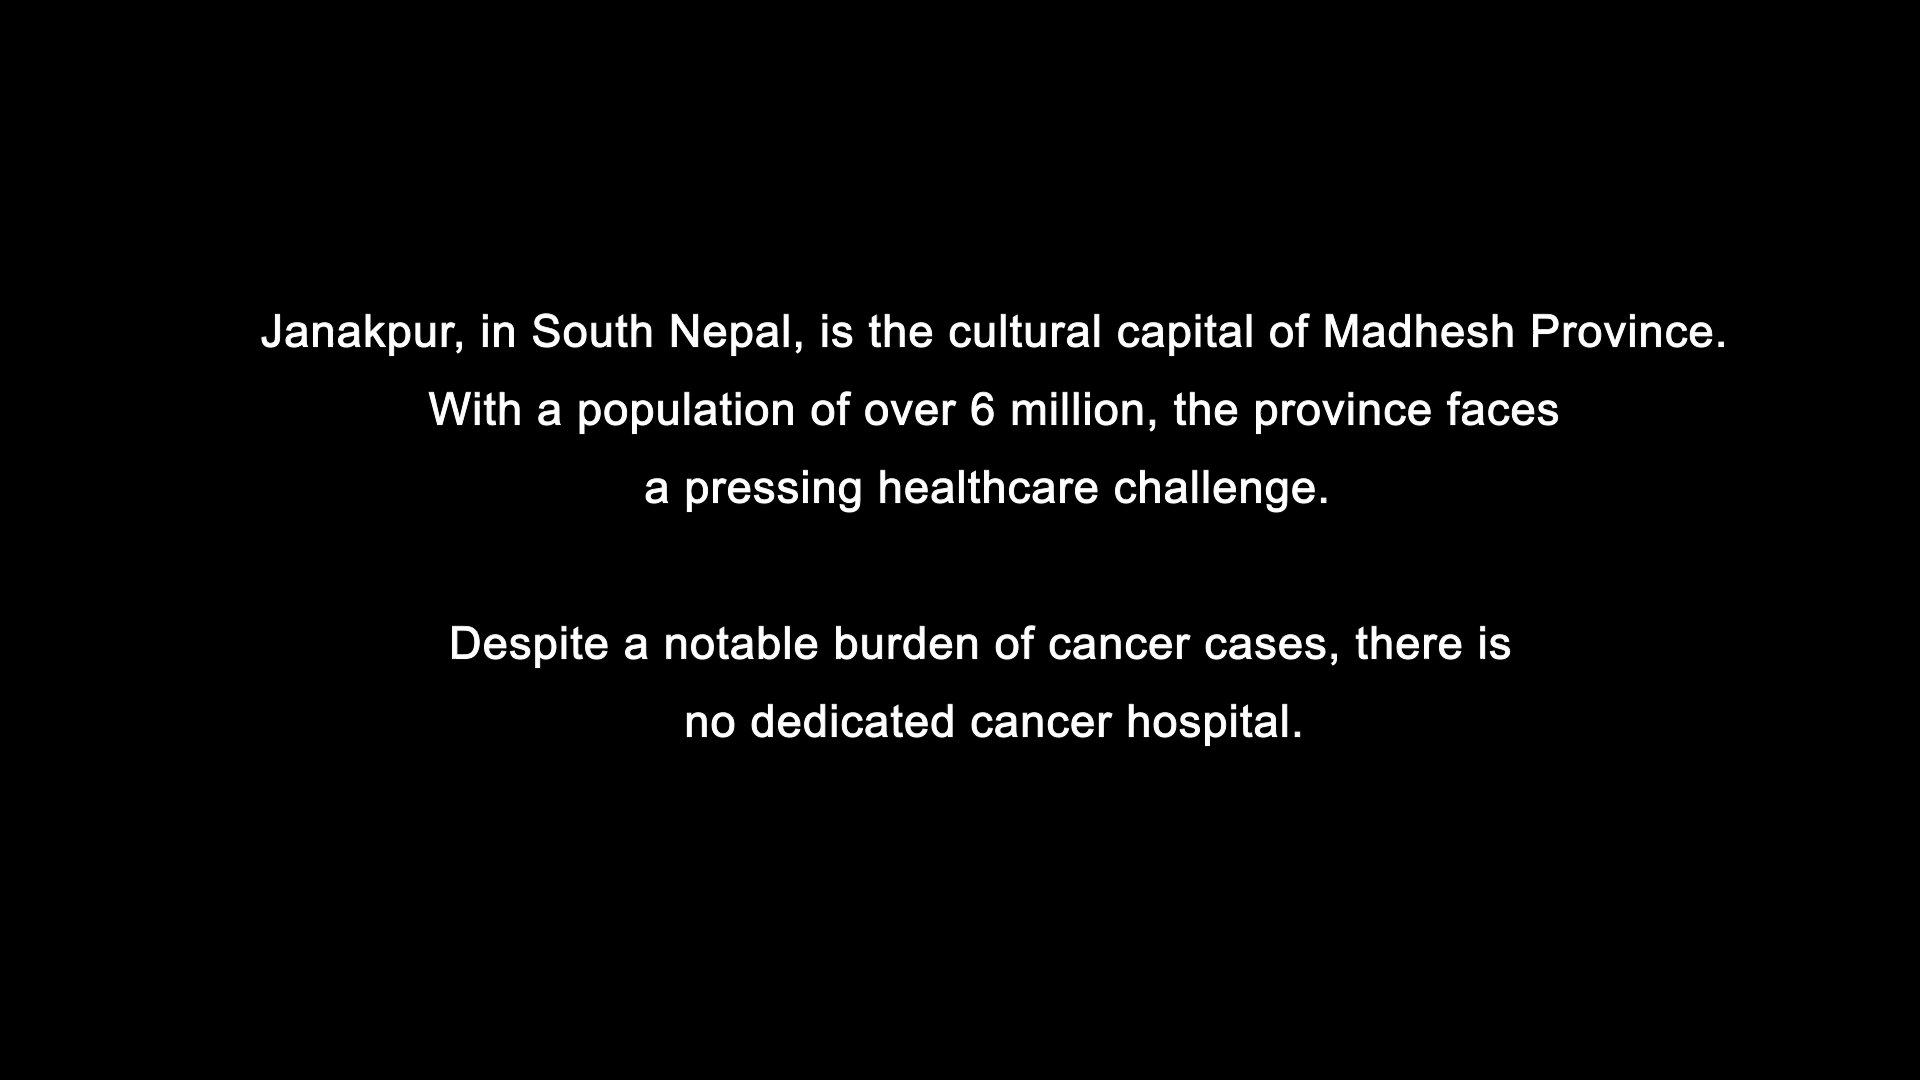 Janakpur, in South Nepal, is the cultural capital of Madhesh Province.
With a population of over 6 million, the province faces
a pressing healthcare challenge.
Despite a notable burden of cancer cases, there is
no dedicated cancer hospital.